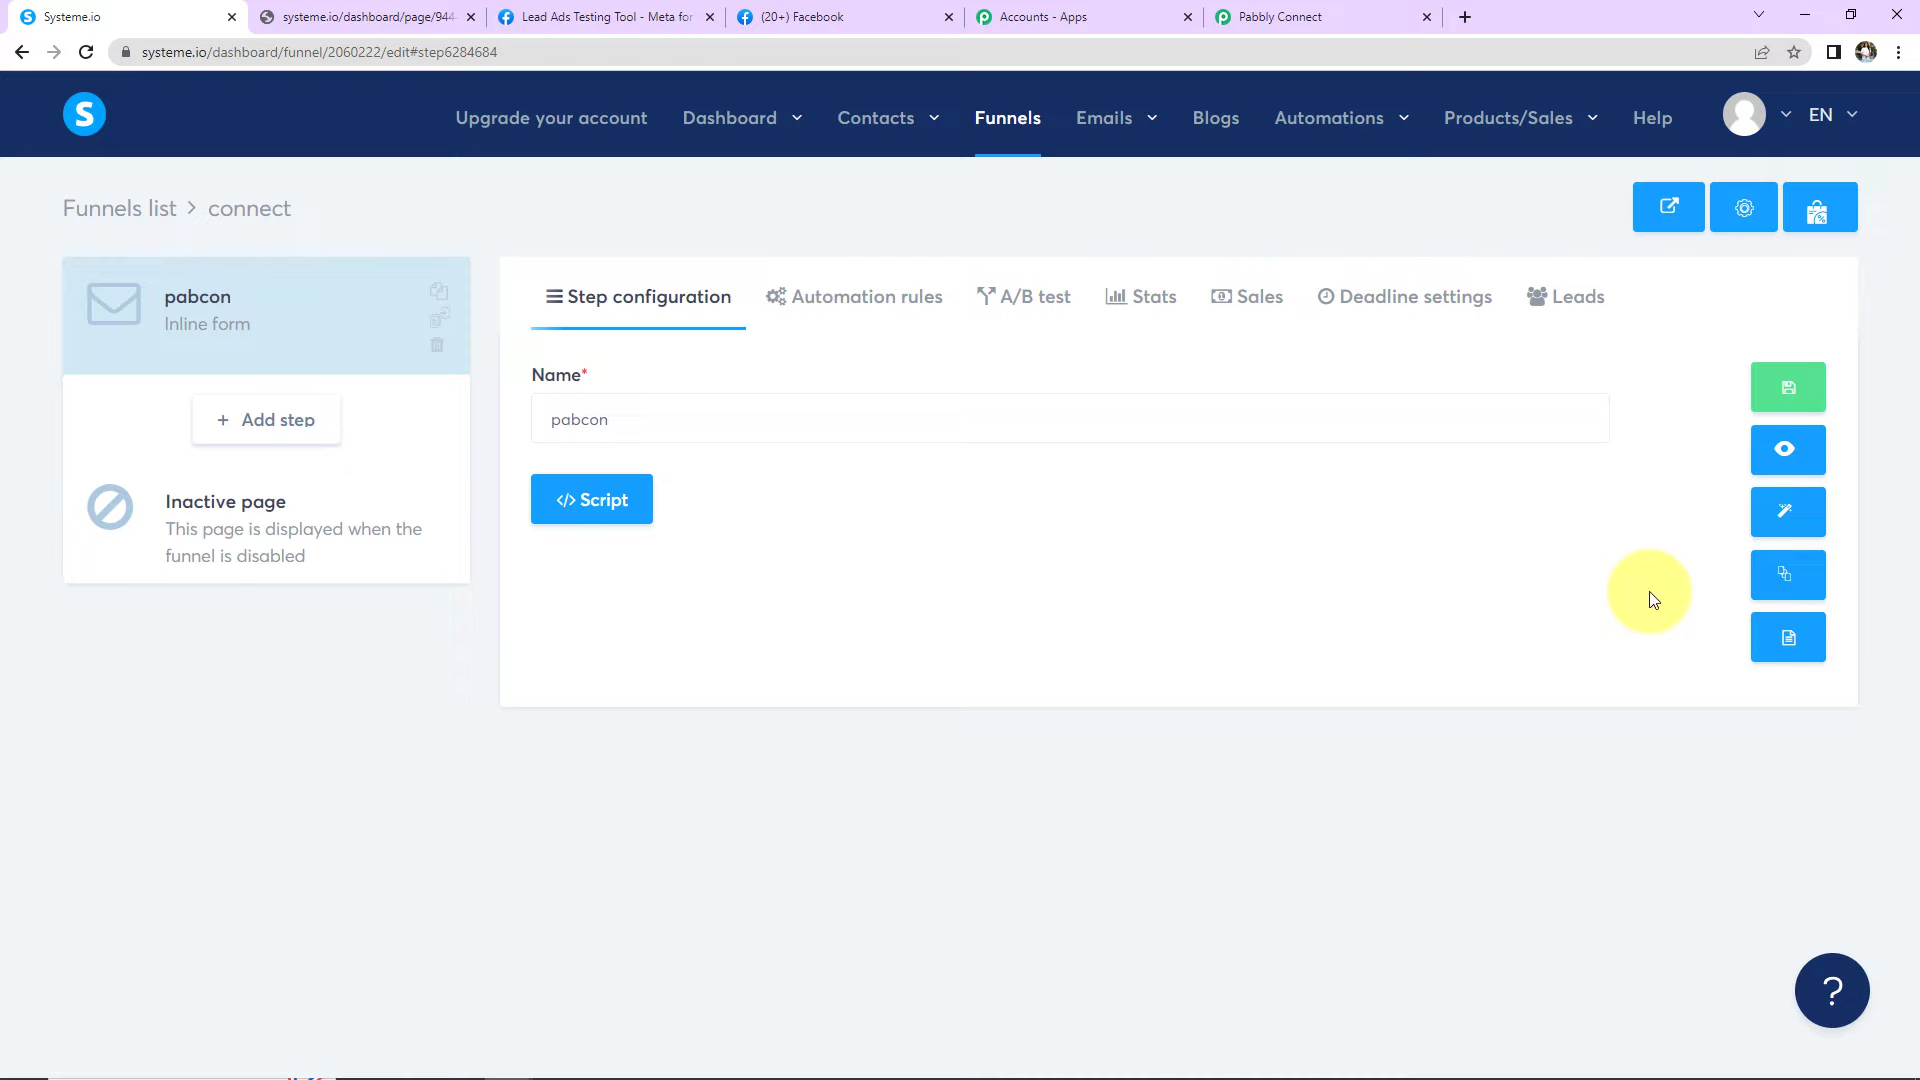 Systeme.io
systeme.io/dashboard/page/944
Lead Ads Testing Tool - Meta for
(20+) Facebook
Accounts - Apps
Pabbly Connect
systeme.io/dashboard/funnel/2060222/edit#step6284684
S
Upgrade your account
Dashboard
Contacts
Funnels
Emails
Blogs
Automations
Products/Sales
Help
EN
Funnels list > connect
pabcon
Inline form
+ Add step
Inactive page
This page is displayed when the
funnel is disabled
Step configuration
Automation rules
A/B test
Stats
Sales
Deadline settings
Leads
Name*
pabcon
</> Script
?